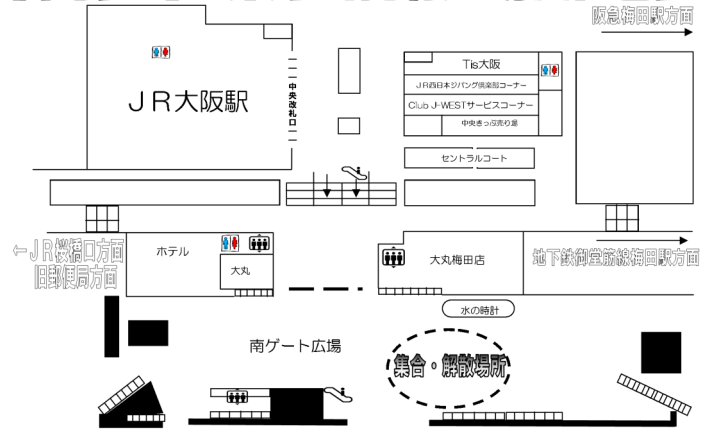 阪急梅田駅方面
JR大阪駅
中央改札口
Tis大阪
JR西日本ジパング倶楽部コーナー
Club J-WESTサービスコーナー
中央きっぷ売り場
セントラルコート
←JR桜橋口方面
旧郵便局方面
ホテル
大丸
大丸梅田店
地下鉄御堂筋線梅田駅方面
水の時計
南ゲート広場
集合・解散場所